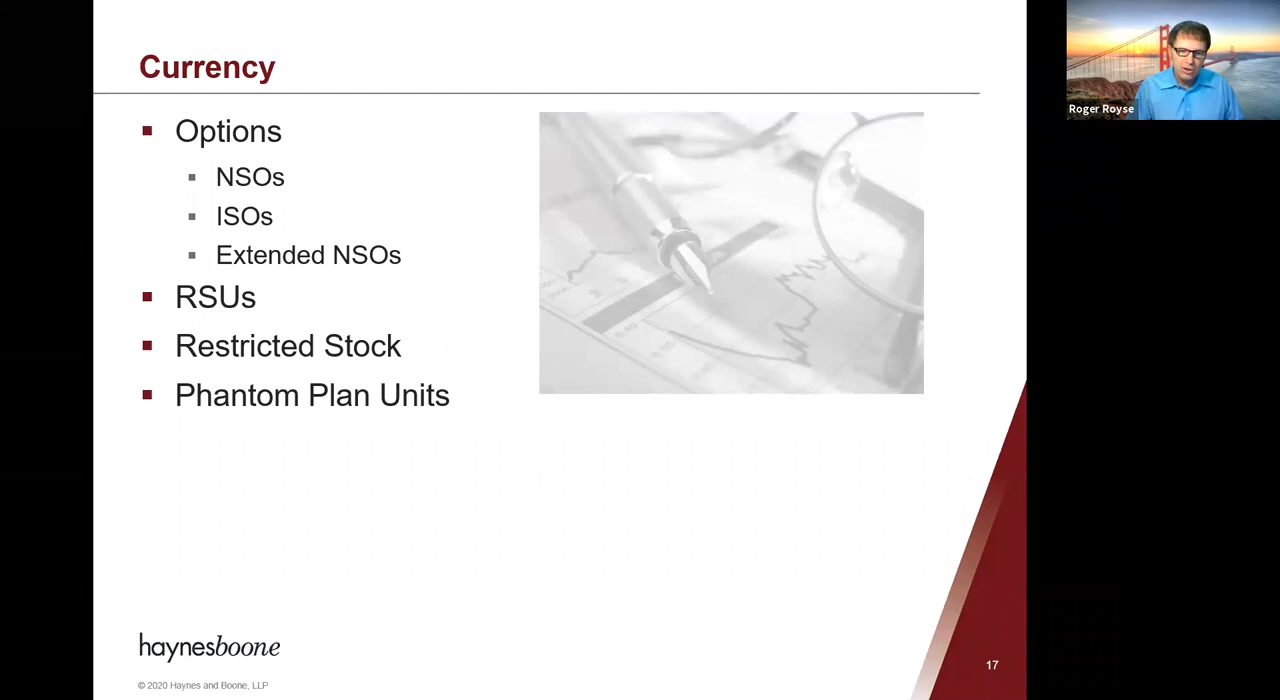 Currency
Options
NSOs
ISOs
Extended NSOs
RSUs
Restricted Stock
Phantom Plan Units
haynesboone
© 2020 Haynes and Boone, LLP
17
Roger Royse